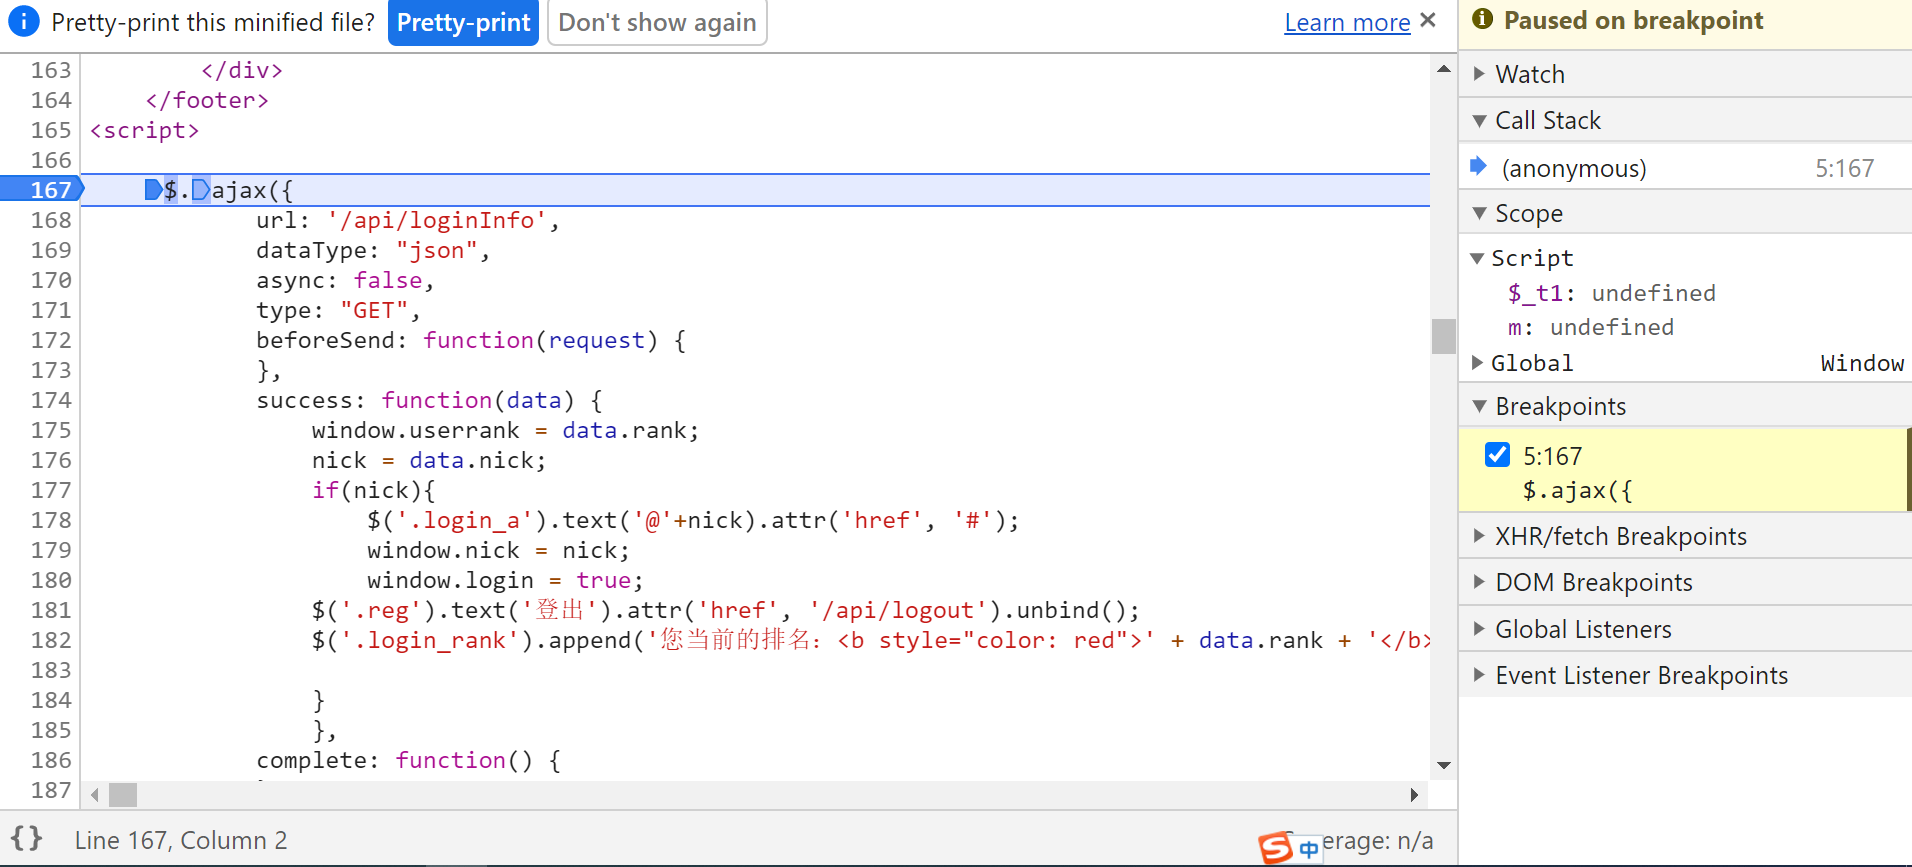 Pretty-print this minified file? Pretty-print Don't show again Learn more ×
163 </div>
164 </footer>
165 <script>
166
167 $.ajax({
168 url: '/api/loginInfo',
169 dataType: "json",
170 async: false,
171 type: "GET",
172 beforeSend: function(request) {
173 },
174 success: function(data) {
175 window.userrank = data.rank;
176 nick = data.nick;
177 if(nick){
178 $('.login_a').text('@'+nick).attr('href', '#');
179 window.nick = nick;
180 window.login = true;
181 $('.reg').text('登出').attr('href', '/api/logout').unbind();
182 $('.login_rank').append('您当前的排名：<b style="color: red">' + data.rank + '</b>
183
184 }
185 },
186 complete: function() {
187
{} Line 167, Column 2
erage: n/a
S 中
Paused on breakpoint
Watch
Call Stack
(anonymous) 5:167
Scope
Script
$_t1: undefined
m: undefined
Global Window
Breakpoints
5:167
$.ajax({
XHR/fetch Breakpoints
DOM Breakpoints
Global Listeners
Event Listener Breakpoints